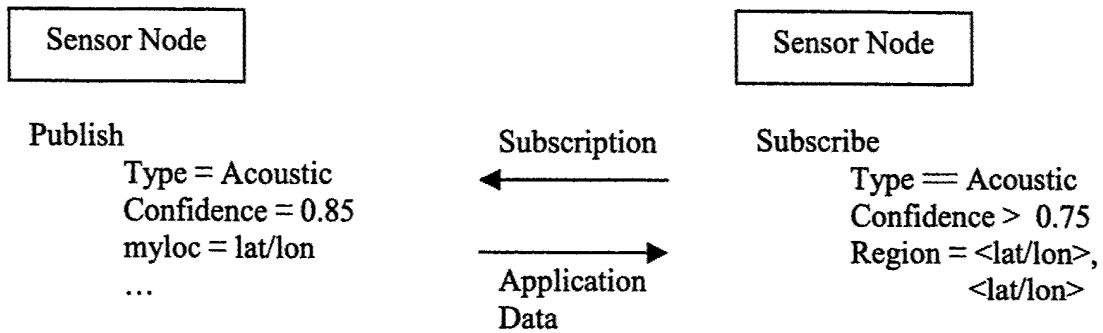 Sensor Node
Publish
Type = Acoustic
Confidence = 0.85
myloc = lat/lon
...
Subscription
Application
Data
Sensor Node
Subscribe
Type == Acoustic
Confidence > 0.75
Region = <lat/lon>,
<lat/lon>